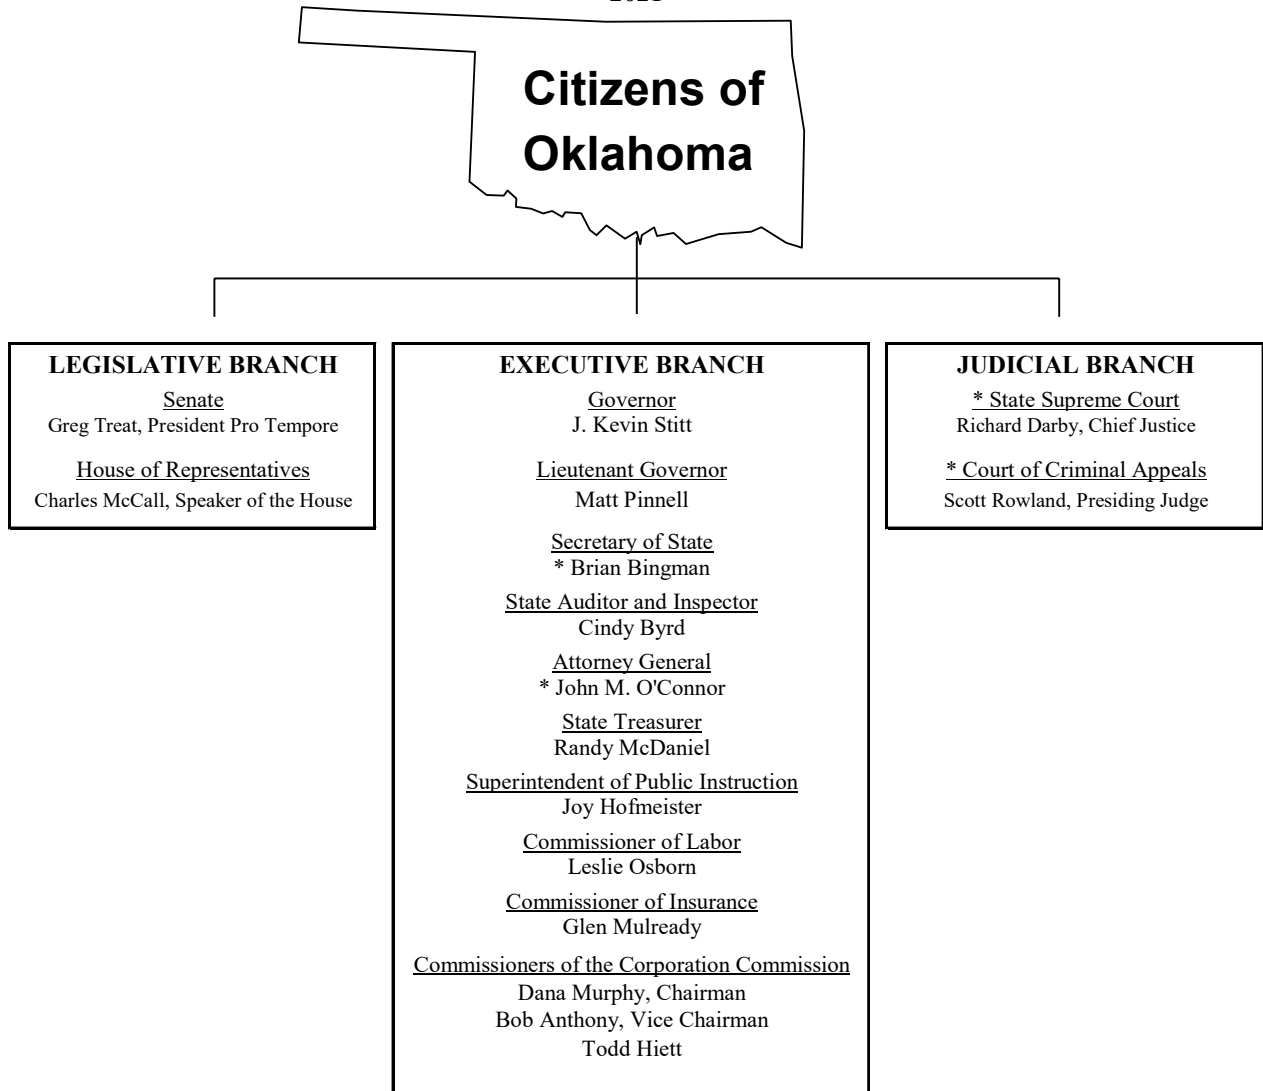 Citizens of
Oklahoma
LEGISLATIVE BRANCH
Senate
Greg Treat, President Pro Tempore
House of Representatives
Charles McCall, Speaker of the House
EXECUTIVE BRANCH
Governor
J. Kevin Stitt
Lieutenant Governor
Matt Pinnell
Secretary of State
* Brian Bingman
State Auditor and Inspector
Cindy Byrd
Attorney General
* John M. O'Connor
State Treasurer
Randy McDaniel
Superintendent of Public Instruction
Joy Hofmeister
Commissioner of Labor
Leslie Osborn
Commissioner of Insurance
Glen Mulready
Commissioners of the Corporation Commission
Dana Murphy, Chairman
Bob Anthony, Vice Chairman
Todd Hiett
JUDICIAL BRANCH
* State Supreme Court
Richard Darby, Chief Justice
* Court of Criminal Appeals
Scott Rowland, Presiding Judge